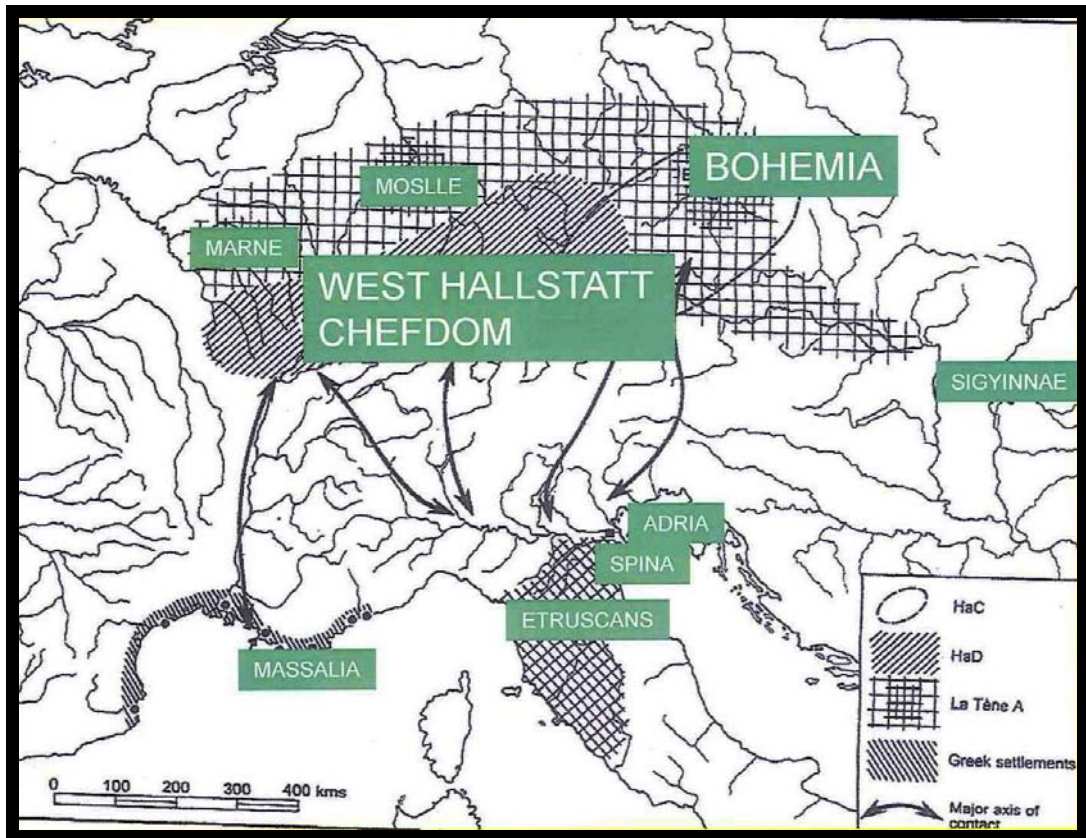 BOHEMIA
MOSLLE
MARNE
WEST HALLSTATT
CHEFDOM
SIGYINNAE
ADRIA
SPINA
ETRUSCANS
MASSALIA
HaC
HaD
La Tène A
Greek settlements
Major axis of
contact
0 100 200 300 400 kms